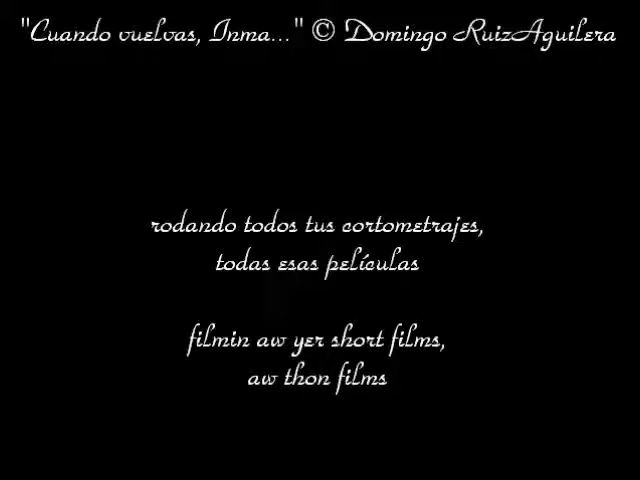 "Cuando vuelvas, Inma..." © Domingo RuizAguilera
rodando todos tus cortometrajes,
todas esas películas
filmin aw yer short films,
aw thon films